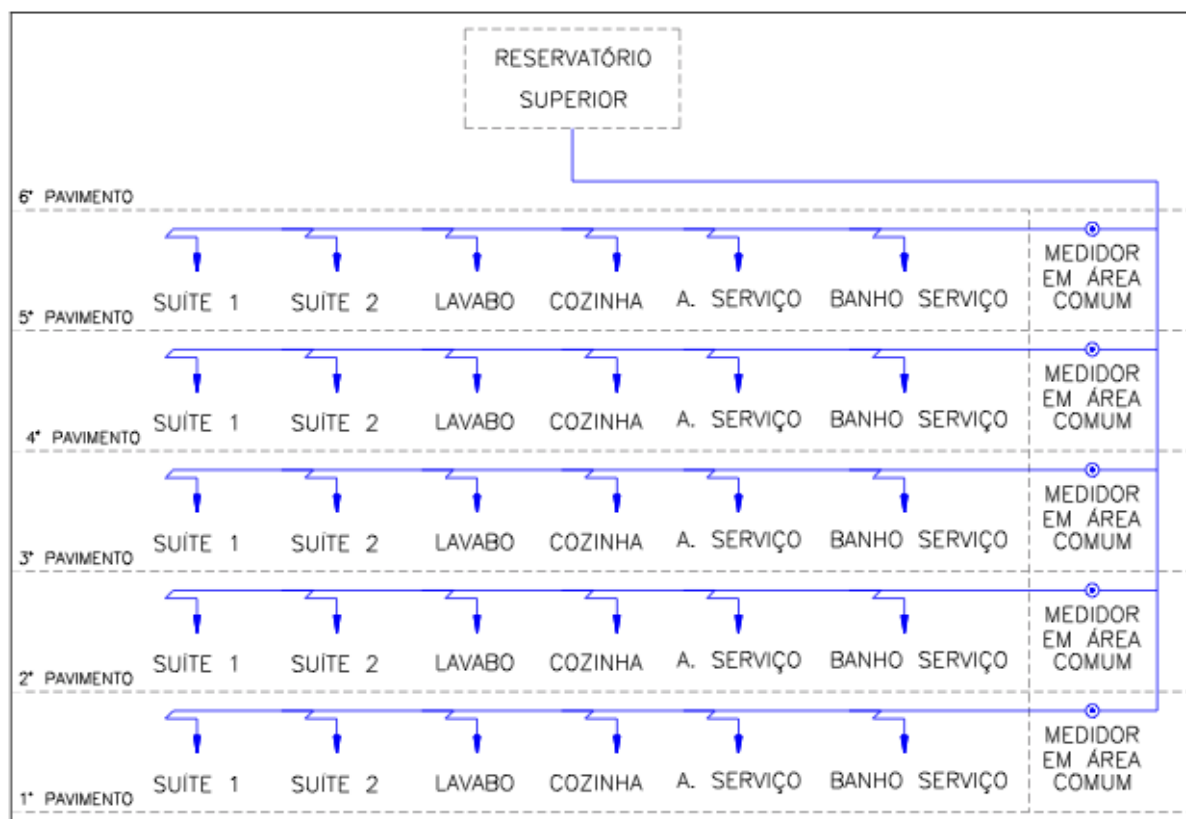 RESERVATÓRIO
SUPERIOR
6° PAVIMENTO
SUÍTE 1 SUÍTE 2 LAVABO COZINHA A. SERVIÇO BANHO SERVIÇO
MEDIDOR
EM ÁREA
COMUM
5° PAVIMENTO
SUÍTE 1 SUÍTE 2 LAVABO COZINHA A. SERVIÇO BANHO SERVIÇO
MEDIDOR
EM ÁREA
COMUM
4° PAVIMENTO
SUÍTE 1 SUÍTE 2 LAVABO COZINHA A. SERVIÇO BANHO SERVIÇO
MEDIDOR
EM ÁREA
COMUM
3° PAVIMENTO
SUÍTE 1 SUÍTE 2 LAVABO COZINHA A. SERVIÇO BANHO SERVIÇO
MEDIDOR
EM ÁREA
COMUM
2° PAVIMENTO
SUÍTE 1 SUÍTE 2 LAVABO COZINHA A. SERVIÇO BANHO SERVIÇO
MEDIDOR
EM ÁREA
COMUM
1° PAVIMENTO